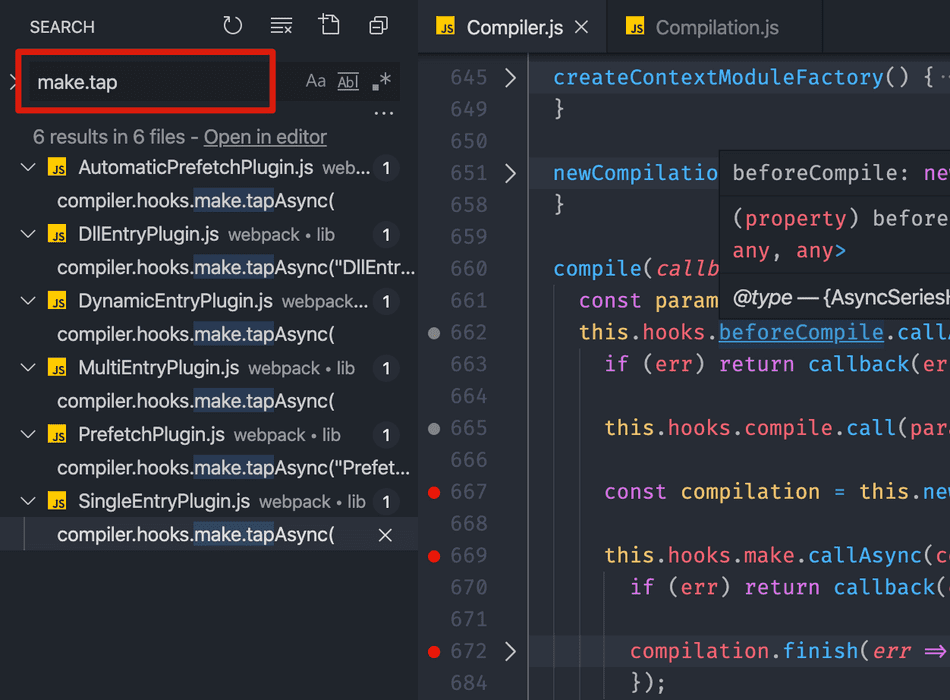 SEARCH
make.tap
Aa Abl .*
...
6 results in 6 files - Open in editor
JS AutomaticPrefetchPlugin.js web... 1
compiler.hooks.make.tapAsync(
JS DllEntryPlugin.js webpack • lib 1
compiler.hooks.make.tapAsync("DllEntr...
JS DynamicEntryPlugin.js webpack... 1
compiler.hooks.make.tapAsync(
JS MultiEntryPlugin.js webpack • lib 1
compiler.hooks.make.tapAsync(
JS PrefetchPlugin.js webpack • lib 1
compiler.hooks.make.tapAsync("Prefet...
JS SingleEntryPlugin.js webpack • lib 1
compiler.hooks.make.tapAsync(
JS Compiler.js
JS Compilation.js
645 createContextModuleFactory() {
649 }
650
651 newCompilatio
658 }
659
660 compile(callb
661 const param
662 this.hooks.beforeCompile.call
663 if (err) return callback(er
664
665 this.hooks.compile.call(par
666
667 const compilation = this.new
668
669 this.hooks.make.callAsync(c
670 if (err) return callback(
671
672 compilation.finish(err =>
684 });
beforeCompile: new
(property) before
any, any>
@type — {AsyncSeriesH